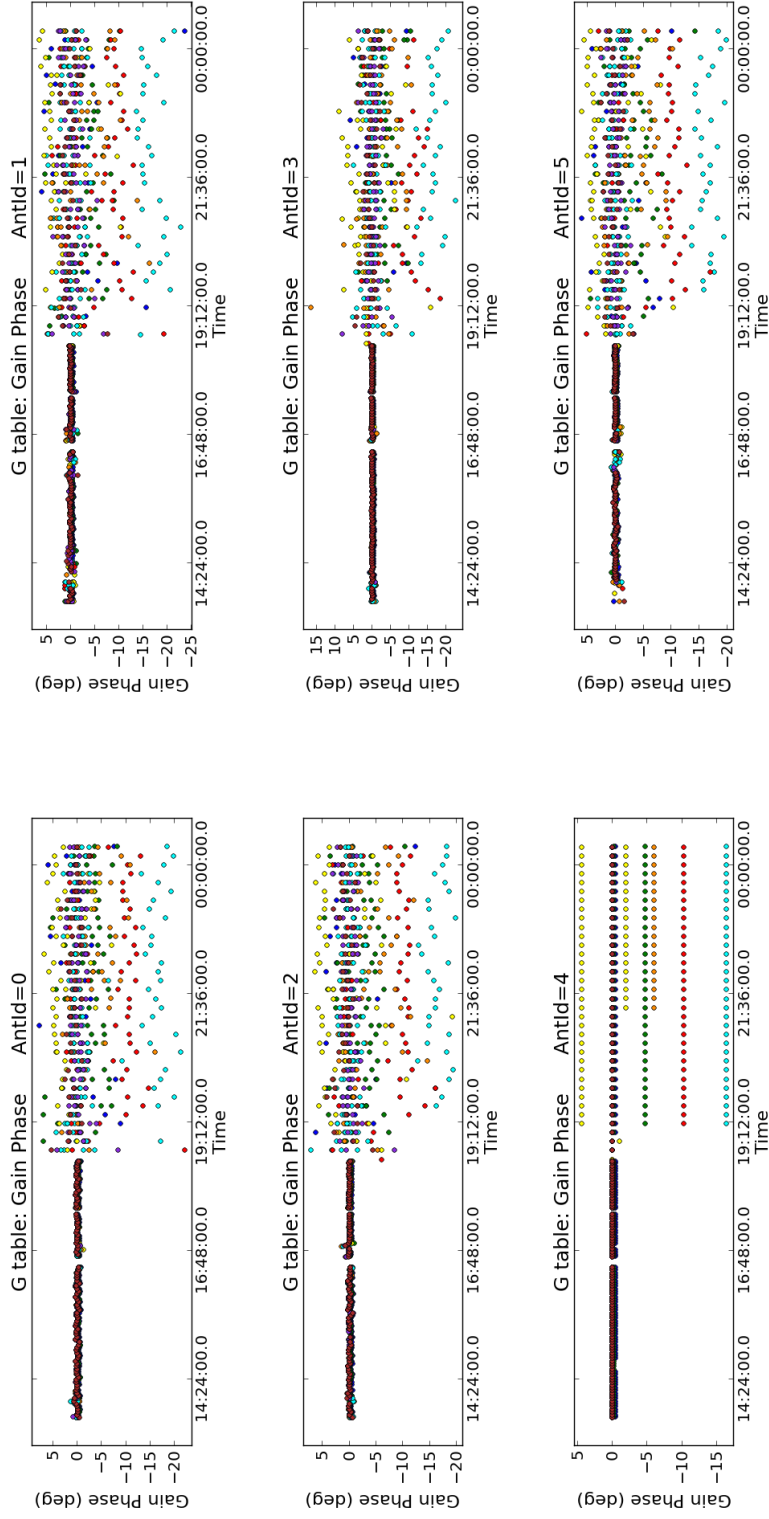 G table: Gain Phase AntId=0
Gain Phase (deg)
5
0
−5
−10
−15
−20
14:24:00.0 16:48:00.0 19:12:00.0 21:36:00.0 00:00:00.0
Time
G table: Gain Phase AntId=1
Gain Phase (deg)
5
0
−5
−10
−15
−20
−25
14:24:00.0 16:48:00.0 19:12:00.0 21:36:00.0 00:00:00.0
Time
G table: Gain Phase AntId=2
Gain Phase (deg)
5
0
−5
−10
−15
−20
14:24:00.0 16:48:00.0 19:12:00.0 21:36:00.0 00:00:00.0
Time
G table: Gain Phase AntId=3
Gain Phase (deg)
15
10
5
0
−5
−10
−15
−20
14:24:00.0 16:48:00.0 19:12:00.0 21:36:00.0 00:00:00.0
Time
G table: Gain Phase AntId=4
Gain Phase (deg)
5
0
−5
−10
−15
14:24:00.0 16:48:00.0 19:12:00.0 21:36:00.0 00:00:00.0
Time
G table: Gain Phase AntId=5
Gain Phase (deg)
5
0
−5
−10
−15
−20
14:24:00.0 16:48:00.0 19:12:00.0 21:36:00.0 00:00:00.0
Time